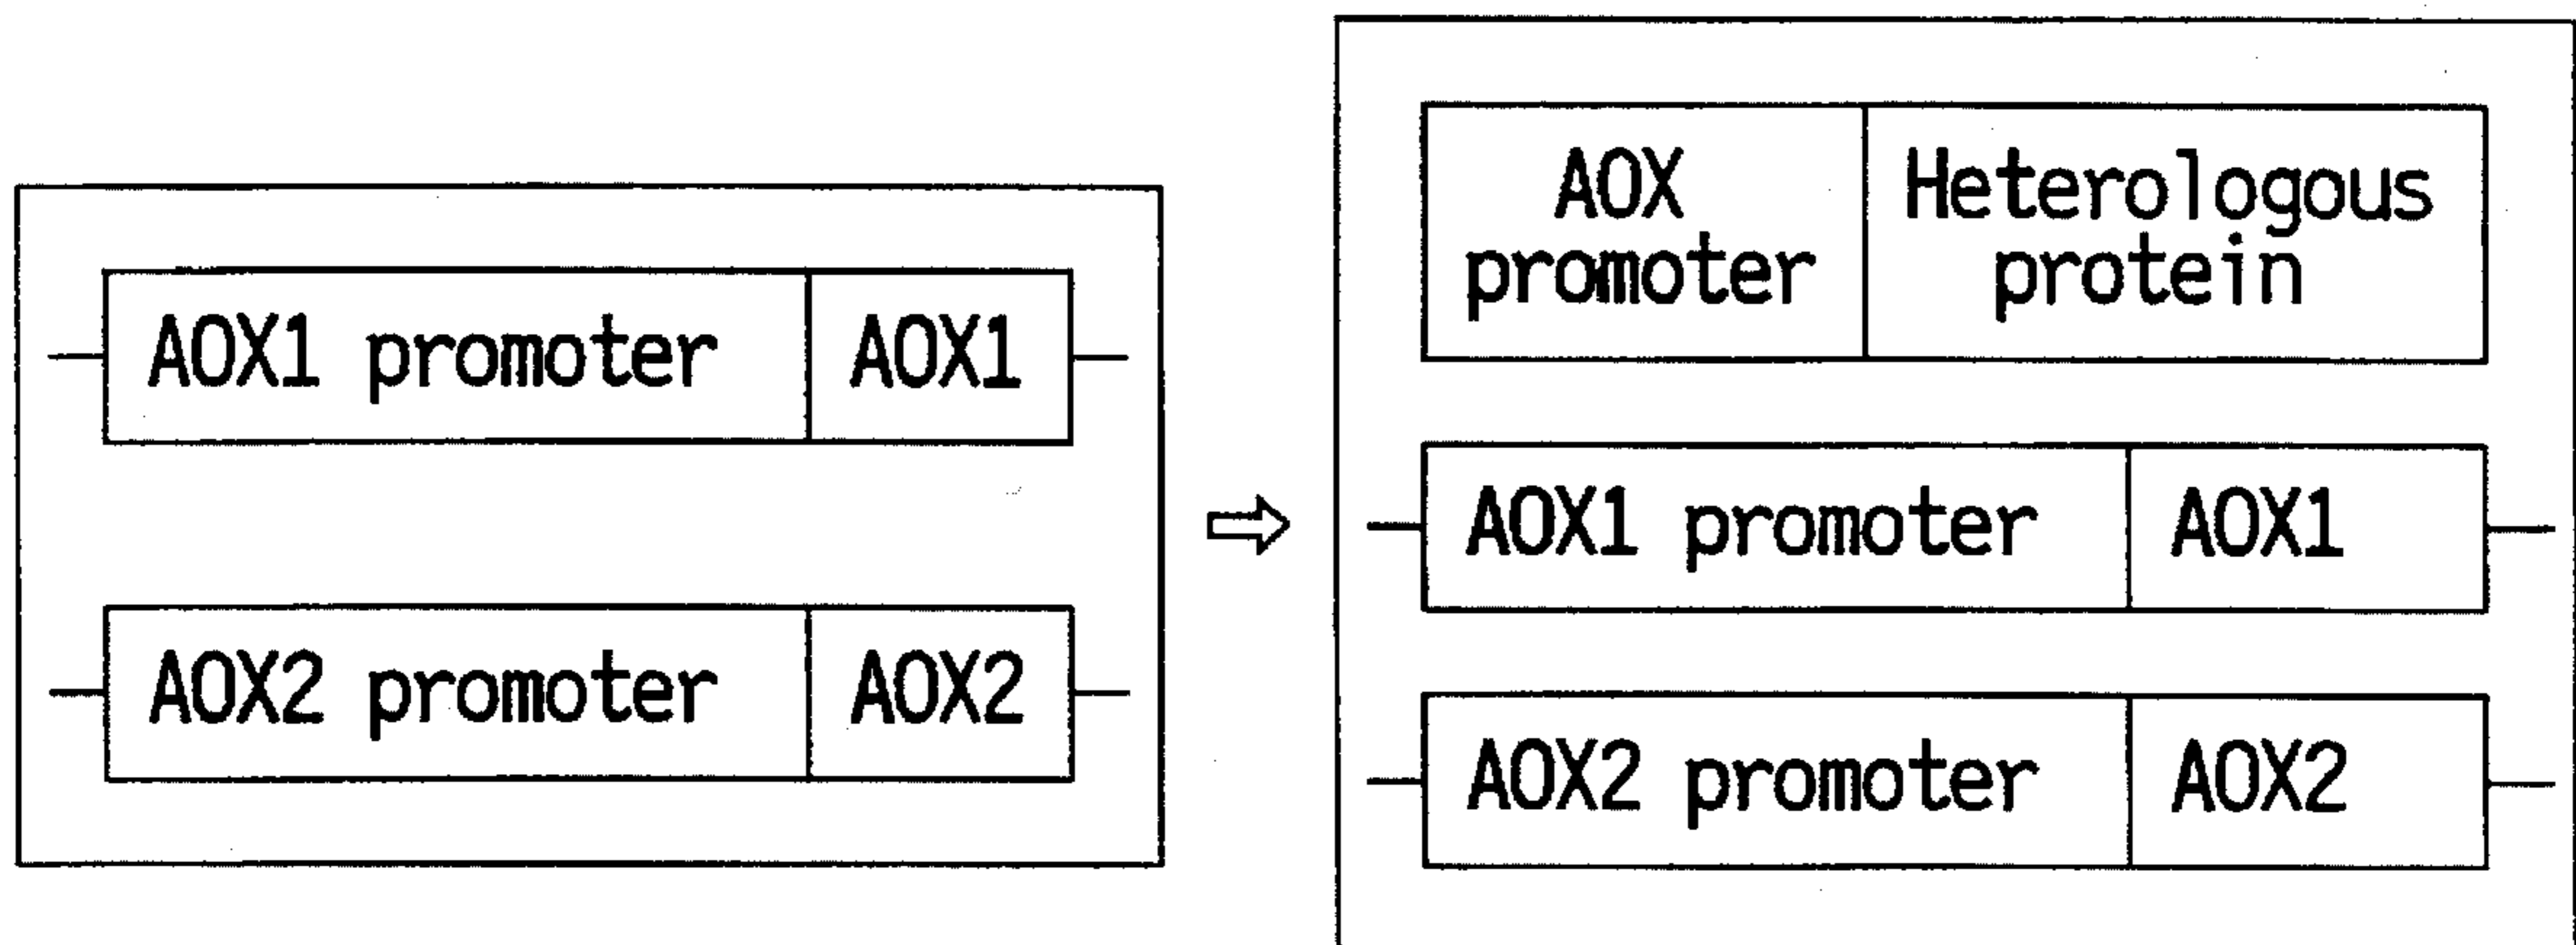 AOX1 promoter AOX1
AOX2 promoter AOX2
AOX
promoter
Heterologous
protein
AOX1 promoter AOX1
AOX2 promoter AOX2